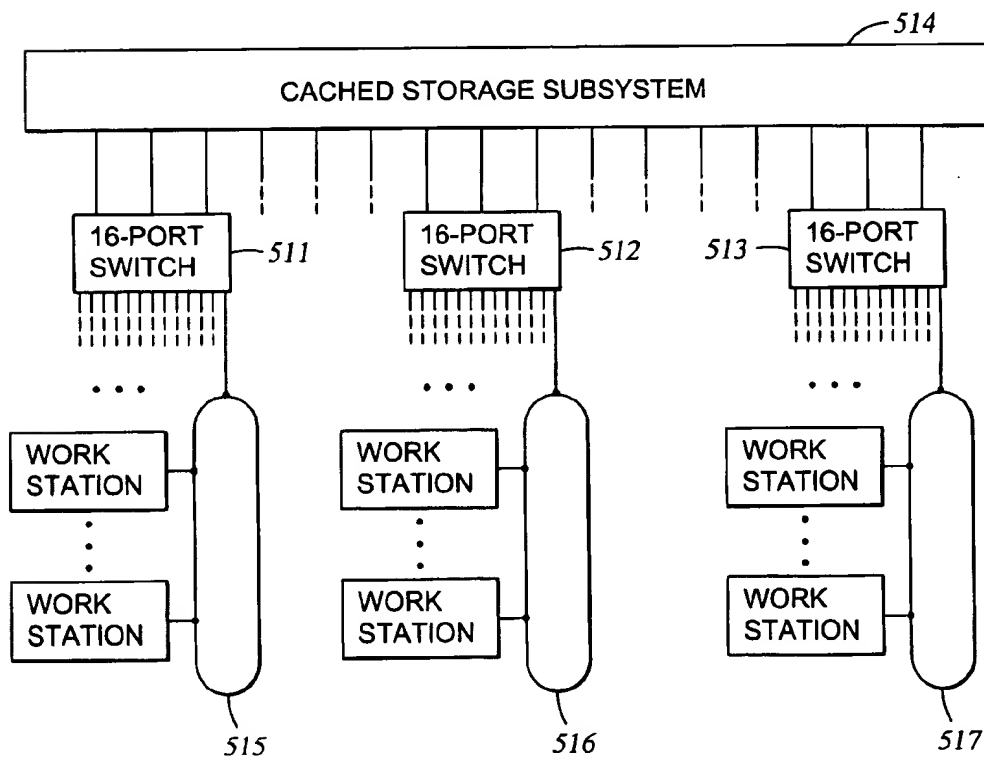 514
CACHED STORAGE SUBSYSTEM
16-PORT
SWITCH
511
16-PORT
SWITCH
512
513
16-PORT
SWITCH
WORK
STATION
WORK
STATION
515
WORK
STATION
WORK
STATION
516
WORK
STATION
WORK
STATION
517